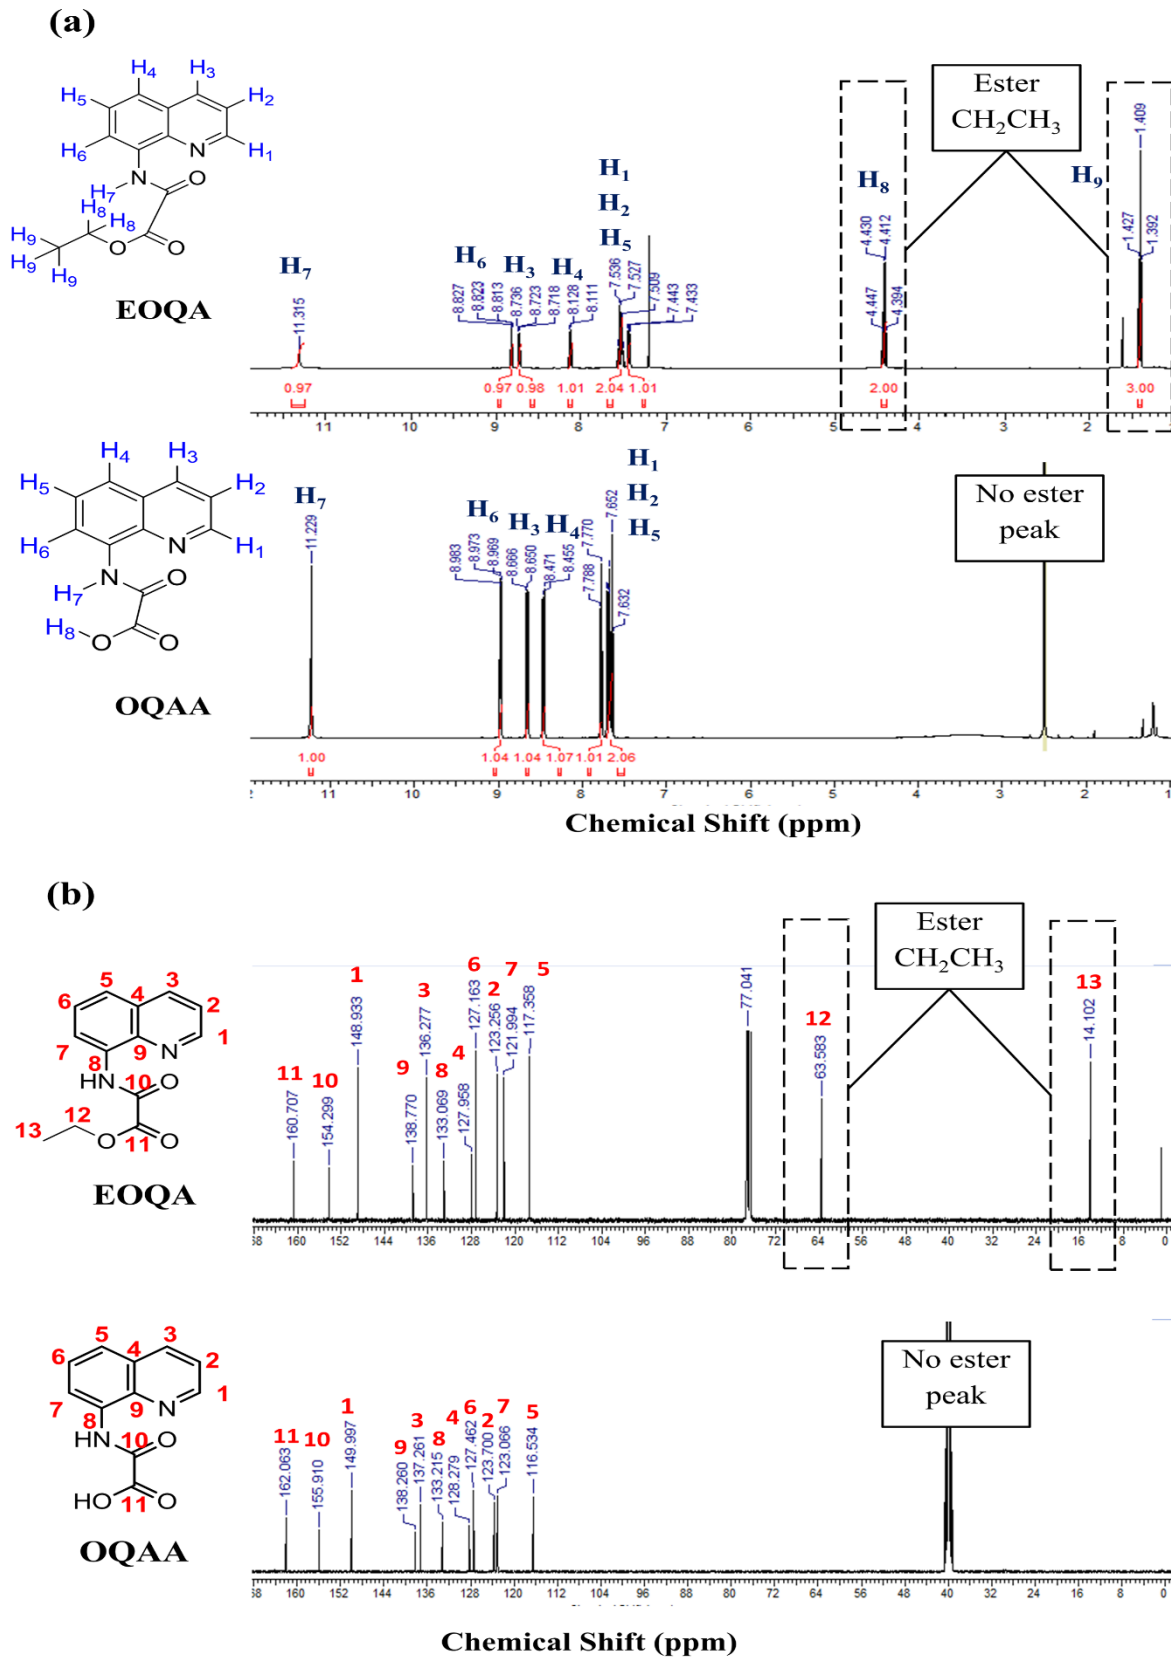 (a)
H4 H3
H5 H2
H6 N H1
N O
H7 H
H8 H8
H9
H9 O O
H9
EOQA
Ester
CH2CH3
H7
H6
H3
H4
H1
H2
H5
H8
H9
11.315
8.827
8.823
8.813
8.736
8.723
8.718
8.128
8.111
7.536
7.527
7.509
7.443
7.433
4.447
4.430
4.412
4.394
1.427
1.409
1.392
0.97 0.97 0.98 1.01 2.04 1.01 2.00 3.00
11 10 9 8 7 6 5 4 3 2 1
H4 H3
H5 H2
H6 N H1
N O
H7
H8 O O
OQAA
No ester
peak
H7
H6
H3
H4
H1
H2
H5
11.229
8.983
8.973
8.969
8.666
8.650
8.471
8.455
7.788
7.770
7.652
7.632
1.00 1.04 1.04 1.07 1.01 2.06
2 11 10 9 8 7 6 5 4 3 2 1
Chemical Shift (ppm)
(b)
5 3
6 4 2
7 9 1
8 N
HN 10 O
12
13 O 11 O
EOQA
Ester
CH2CH3
11 10 1 9 3 8 4 6 2 7 5 12 13
160.707
154.299
148.933
138.770
136.277
133.069
127.958
127.163
123.256
121.994
117.358
77.041
63.583
14.102
68 160 152 144 136 128 120 112 104 96 88 80 72 64 56 48 40 32 24 16 8 0
5 3
6 4 2
7 9 1
8 N
HN 10 O
HO 11 O
OQAA
No ester
peak
11 10 1 9 3 8 4 6 2 7 5
162.063
155.910
149.997
138.260
137.261
133.215
128.279
127.462
123.700
123.066
116.534
68 160 152 144 136 128 120 112 104 96 88 80 72 64 56 48 40 32 24 16 8 0
Chemical Shift (ppm)